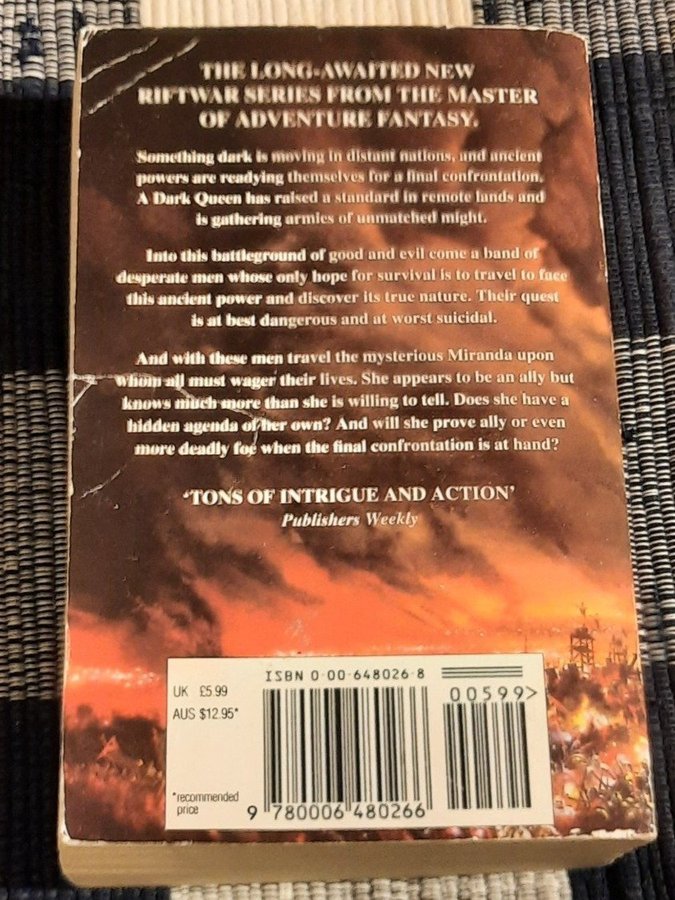 THE LONG-AWAITED NEW
RIFTWAR SERIES FROM THE MASTER
OF ADVENTURE FANTASY.
Something dark is moving in distant nations, and ancient
powers are readying themselves for a final confrontation.
A Dark Queen has raised a standard in remote lands and
is gathering armies of unmatched might.
Into this battleground of good and evil come a band of
desperate men whose only hope for survival is to travel to face
this ancient power and discover its true nature. Their quest
is at best dangerous and at worst suicidal.
And with these men travel the mysterious Miranda upon
whom all must wager their lives. She appears to be an ally but
knows much more than she is willing to tell. Does she have a
hidden agenda of her own? And will she prove ally or even
more deadly foe when the final confrontation is at hand?
'TONS OF INTRIGUE AND ACTION'
Publishers Weekly
ISBN 0-00-648026-8
UK £5.99
AUS $12.95*
00599>
*recommended
price
9 780006 480266